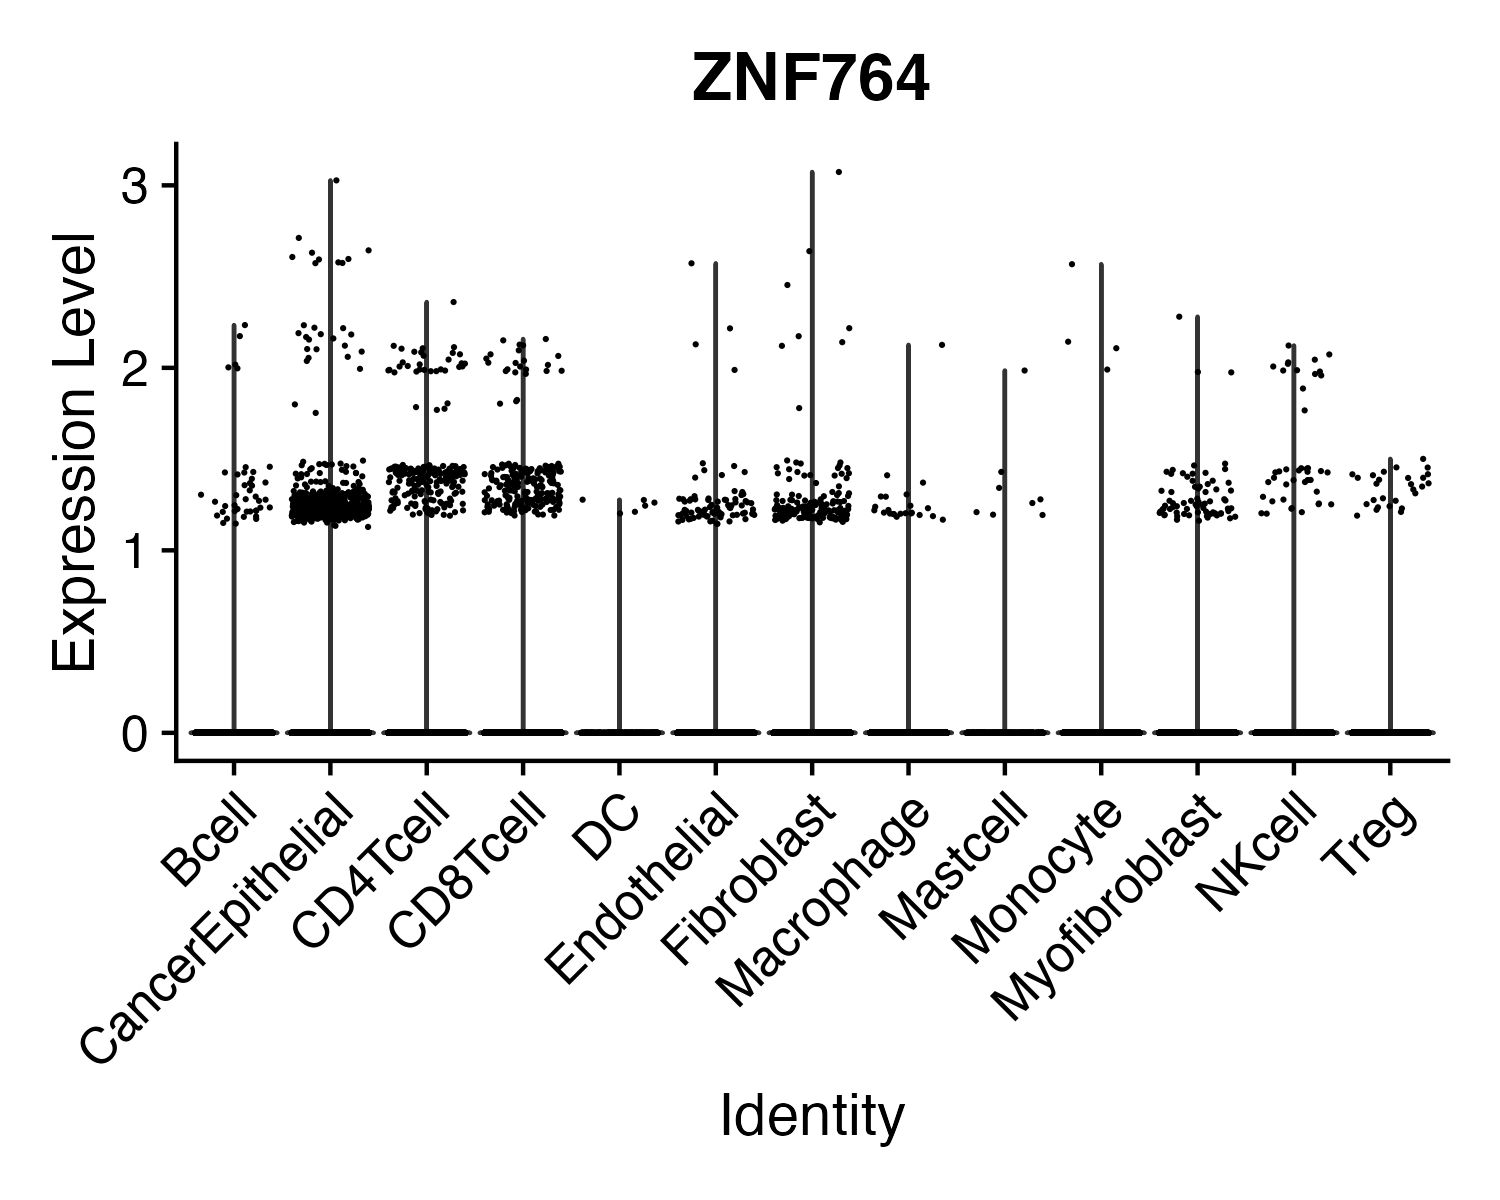 ZNF764
Expression Level
3
2
1
0
Bcell
CancerEpithelial
CD4Tcell
CD8Tcell
DC
Endothelial
Fibroblast
Macrophage
Mastcell
Monocyte
Myofibroblast
NKcell
Treg
Identity